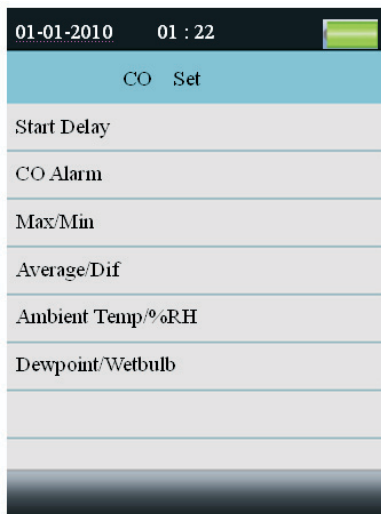 01-01-2010 01 : 22
CO Set
Start Delay
CO Alarm
Max/Min
Average/Dif
Ambient Temp/%RH
Dewpoint/Wetbulb